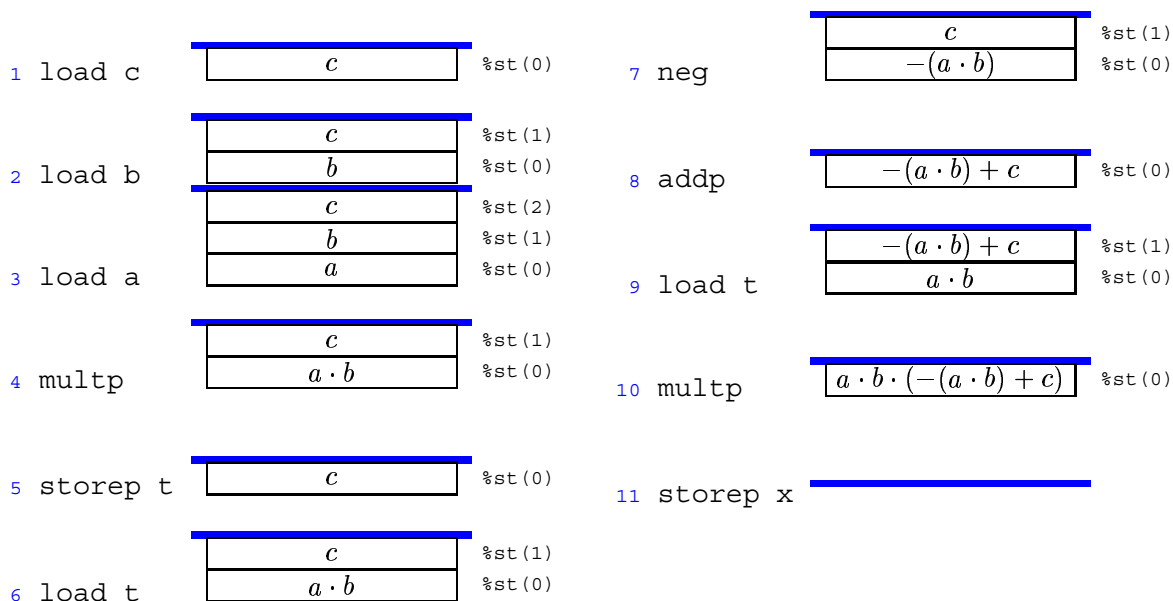 1 load c
c %st(0)
2 load b
c %st(1)
b %st(0)
3 load a
c %st(2)
b %st(1)
a %st(0)
4 multp
c %st(1)
a · b %st(0)
5 storep t
c %st(0)
6 load t
c %st(1)
a · b %st(0)
7 neg
c %st(1)
−(a · b) %st(0)
8 addp
−(a · b) + c %st(0)
9 load t
−(a · b) + c %st(1)
a · b %st(0)
10 multp
a · b · (−(a · b) + c) %st(0)
11 storep x